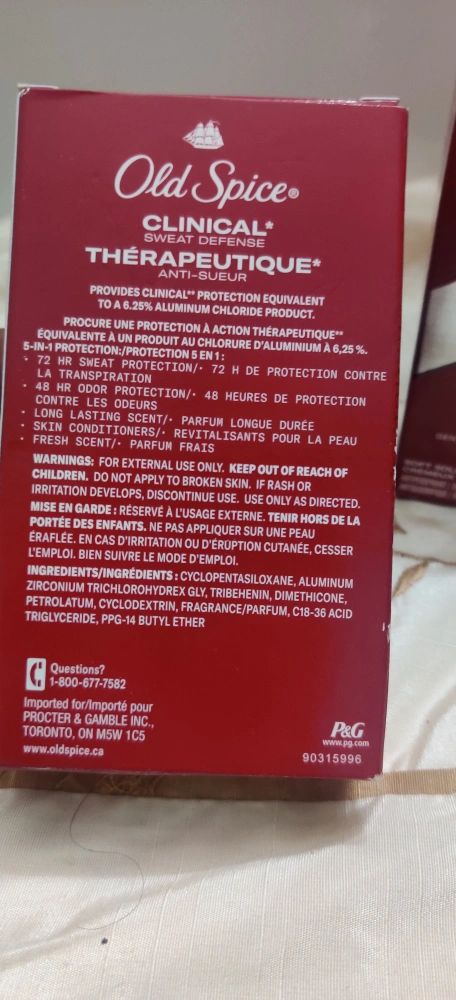 Old Spice®
CLINICAL*
SWEAT DEFENSE
THÉRAPEUTIQUE*
ANTI-SUEUR
PROVIDES CLINICAL** PROTECTION EQUIVALENT
TO A 6.25% ALUMINUM CHLORIDE PRODUCT.
PROCURE UNE PROTECTION À ACTION THÉRAPEUTIQUE**
ÉQUIVALENTE À UN PRODUIT AU CHLORURE D'ALUMINIUM À 6,25 %.
5-IN-1 PROTECTION:/PROTECTION 5 EN 1 :
· 72 HR SWEAT PROTECTION/· 72 H DE PROTECTION CONTRE
LA TRANSPIRATION
· 48 HR ODOR PROTECTION/· 48 HEURES DE PROTECTION
CONTRE LES ODEURS
· LONG LASTING SCENT/· PARFUM LONGUE DURÉE
· SKIN CONDITIONERS/· REVITALISANTS POUR LA PEAU
· FRESH SCENT/· PARFUM FRAIS
WARNINGS: FOR EXTERNAL USE ONLY. KEEP OUT OF REACH OF
CHILDREN. DO NOT APPLY TO BROKEN SKIN. IF RASH OR
IRRITATION DEVELOPS, DISCONTINUE USE. USE ONLY AS DIRECTED.
MISE EN GARDE : RÉSERVÉ À L'USAGE EXTERNE. TENIR HORS DE LA
PORTÉE DES ENFANTS. NE PAS APPLIQUER SUR UNE PEAU
ÉRAFLÉE. EN CAS D'IRRITATION OU D'ÉRUPTION CUTANÉE, CESSER
L'EMPLOI. BIEN SUIVRE LE MODE D'EMPLOI.
INGREDIENTS/INGRÉDIENTS : CYCLOPENTASILOXANE, ALUMINUM
ZIRCONIUM TRICHLOROHYDREX GLY, TRIBEHENIN, DIMETHICONE,
PETROLATUM, CYCLODEXTRIN, FRAGRANCE/PARFUM, C18-36 ACID
TRIGLYCERIDE, PPG-14 BUTYL ETHER
Questions?
1-800-677-7582
Imported for/Importé pour
PROCTER & GAMBLE INC.,
TORONTO, ON M5W 1C5
www.oldspice.ca
P&G
www.pg.com
90315996